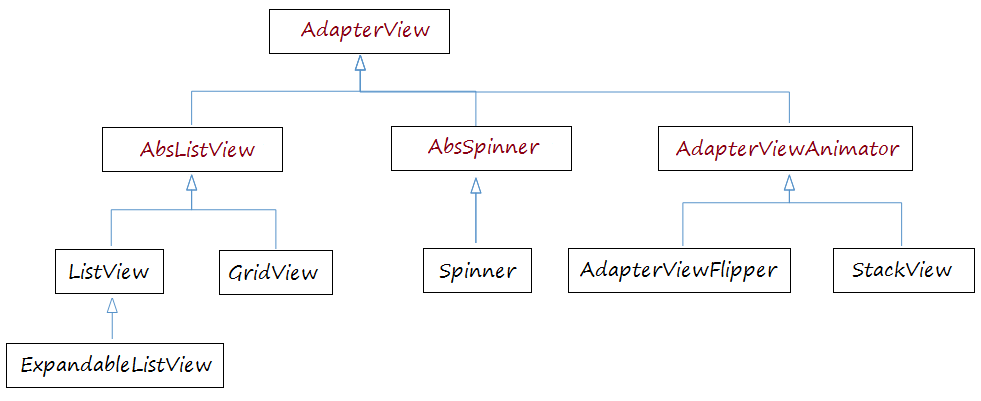 AdapterView
AbsListView
AbsSpinner
AdapterViewAnimator
ListView
GridView
Spinner
AdapterViewFlipper
StackView
ExpandableListView